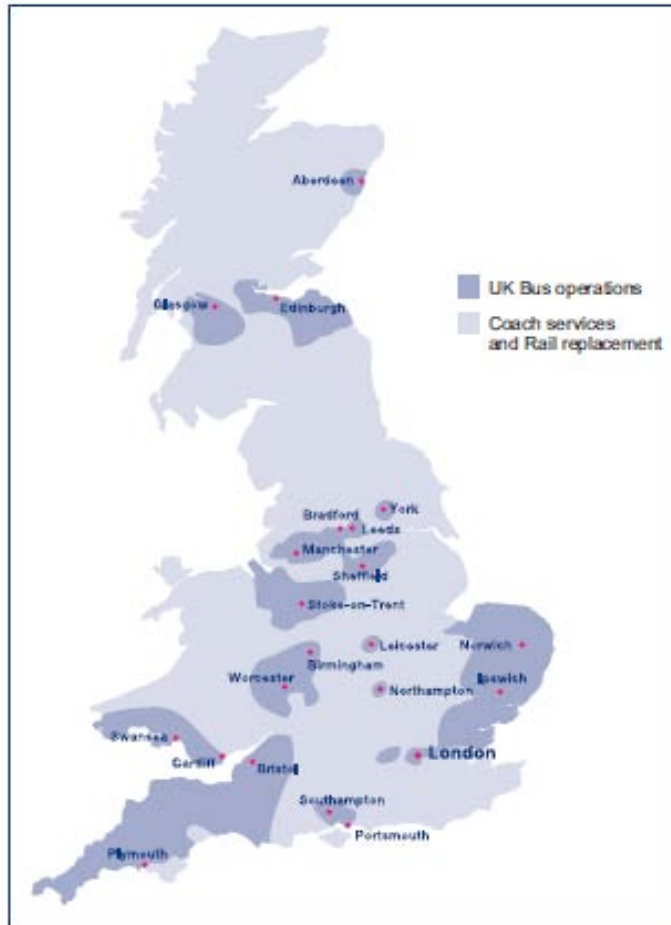 Aberdeen
Glasgow
Edinburgh
UK Bus operations
Coach services
and Rail replacement
York
Bradford
Leeds
Manchester
Sheffield
Stoke-on-Trent
Leicester
Norwich
Birmingham
Worcester
Ipswich
Northampton
Swansea
Cardiff
Bristol
London
Southampton
Portsmouth
Plymouth